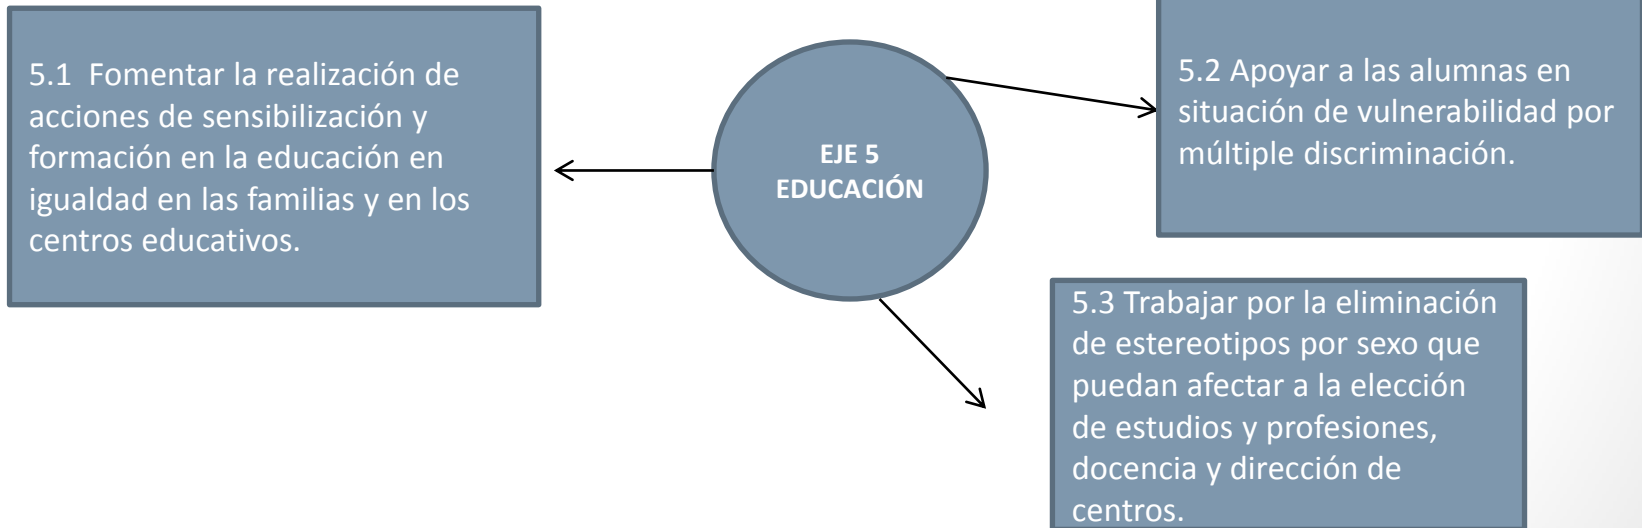 5.1  Fomentar la realización de
acciones de sensibilización y
formación en la educación en
igualdad en las familias y en los
centros educativos.
EJE 5
EDUCACIÓN
5.2 Apoyar a las alumnas en
situación de vulnerabilidad por
múltiple discriminación.
5.3 Trabajar por la eliminación
de estereotipos por sexo que
puedan afectar a la elección
de estudios y profesiones,
docencia y dirección de
centros.